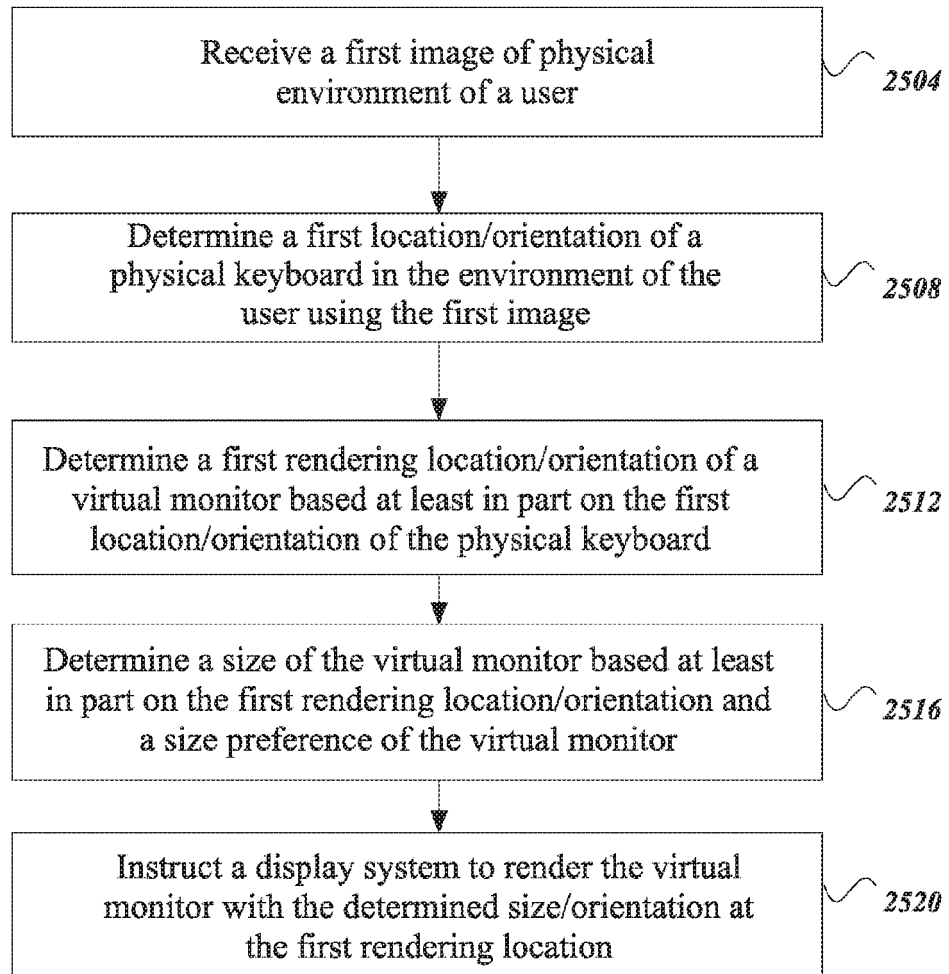 Receive a first image of physical
environment of a user
2504
Determine a first location/orientation of a
physical keyboard in the environment of the
user using the first image
2508
Determine a first rendering location/orientation of a
virtual monitor based at least in part on the first
location/orientation of the physical keyboard
2512
Determine a size of the virtual monitor based at least
in part on the first rendering location/orientation and
a size preference of the virtual monitor
2516
Instruct a display system to render the virtual
monitor with the determined size/orientation at
the first rendering location
2520